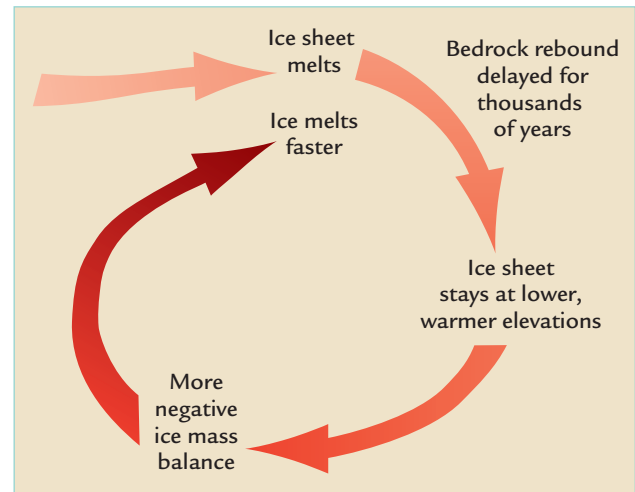 Ice sheet
melts
Bedrock rebound
delayed for
thousands
of years
Ice melts
faster
Ice sheet
stays at lower,
warmer elevations
More
negative
ice mass
balance